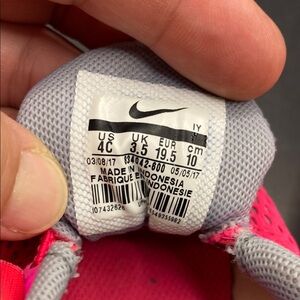 IY
US UK EUR cm
4C 3.5 19.5 10
03/08/17 05/05/17
MADE IN INDONESIA
FABRIQUE EN INDONESIE